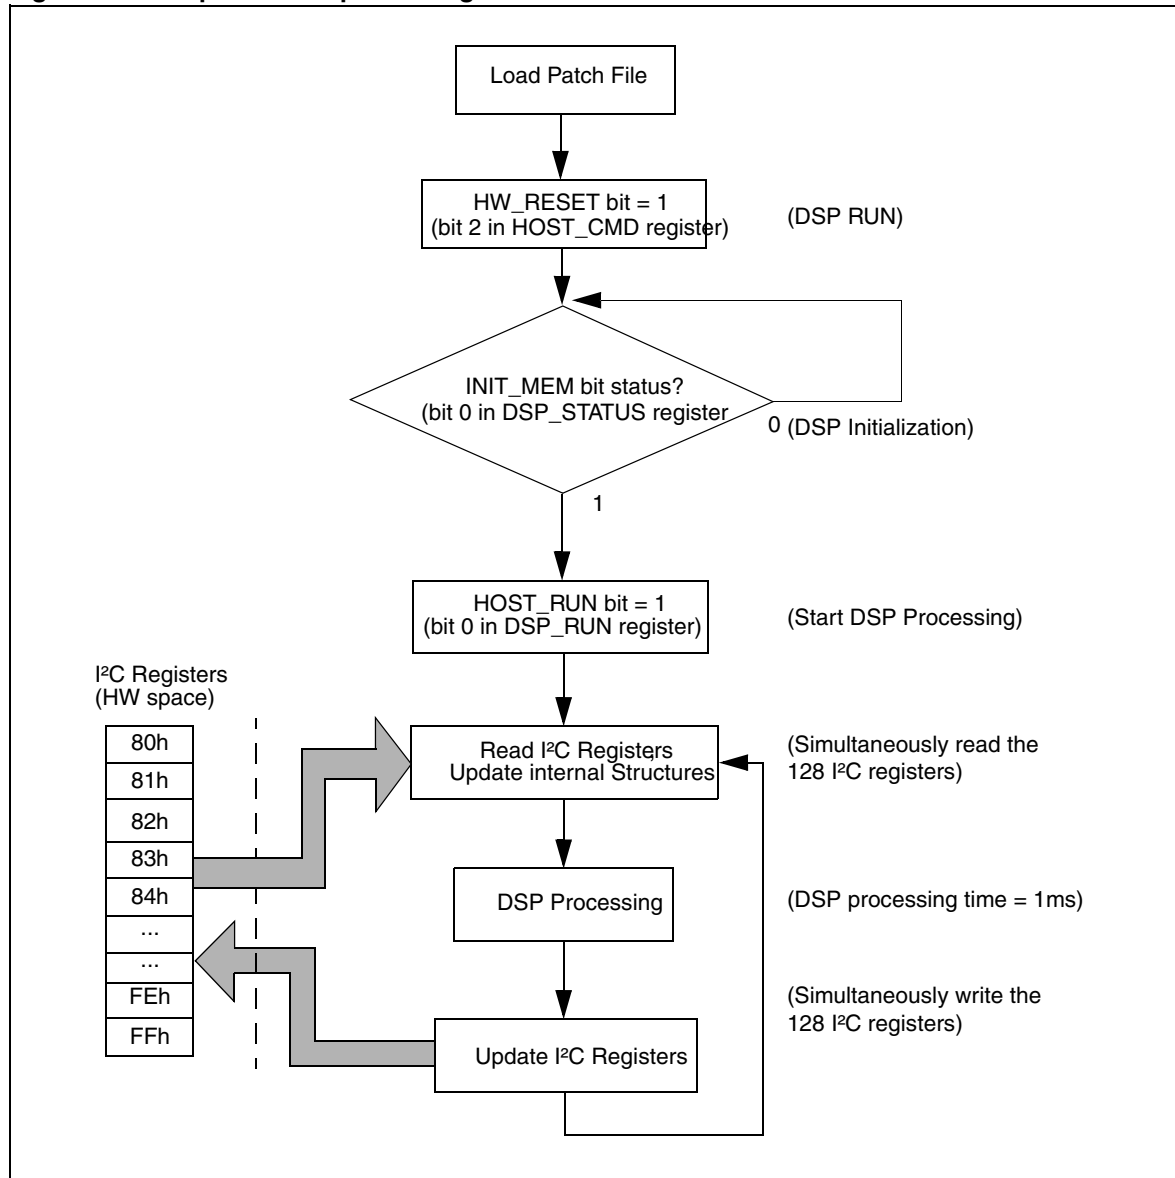 Load Patch File
HW_RESET bit = 1
(bit 2 in HOST_CMD register)
(DSP RUN)
INIT_MEM bit status?
(bit 0 in DSP_STATUS register
0 (DSP Initialization)
1
HOST_RUN bit = 1
(bit 0 in DSP_RUN register)
(Start DSP Processing)
I²C Registers
(HW space)
80h
81h
82h
83h
84h
...
...
FEh
FFh
Read I²C Registers
Update internal Structures
(Simultaneously read the
128 I²C registers)
DSP Processing
(DSP processing time = 1ms)
(Simultaneously write the
128 I²C registers)
Update I²C Registers